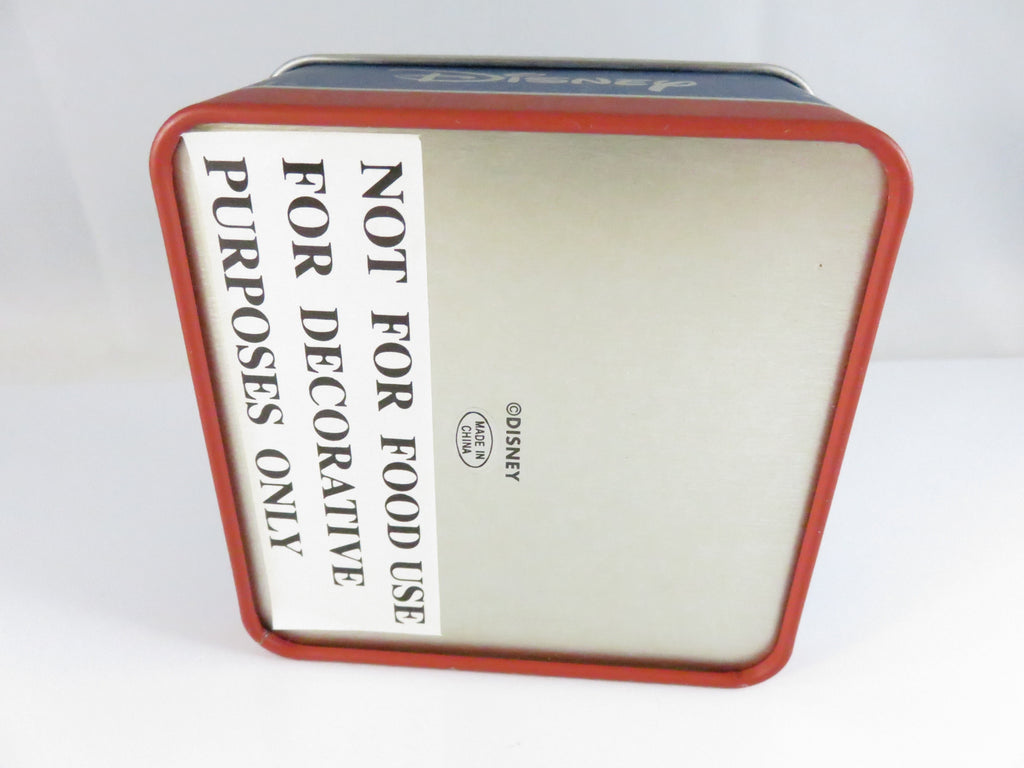 Disney
NOT FOR FOOD USE
FOR DECORATIVE
PURPOSES ONLY
©DISNEY
MADE IN
CHINA